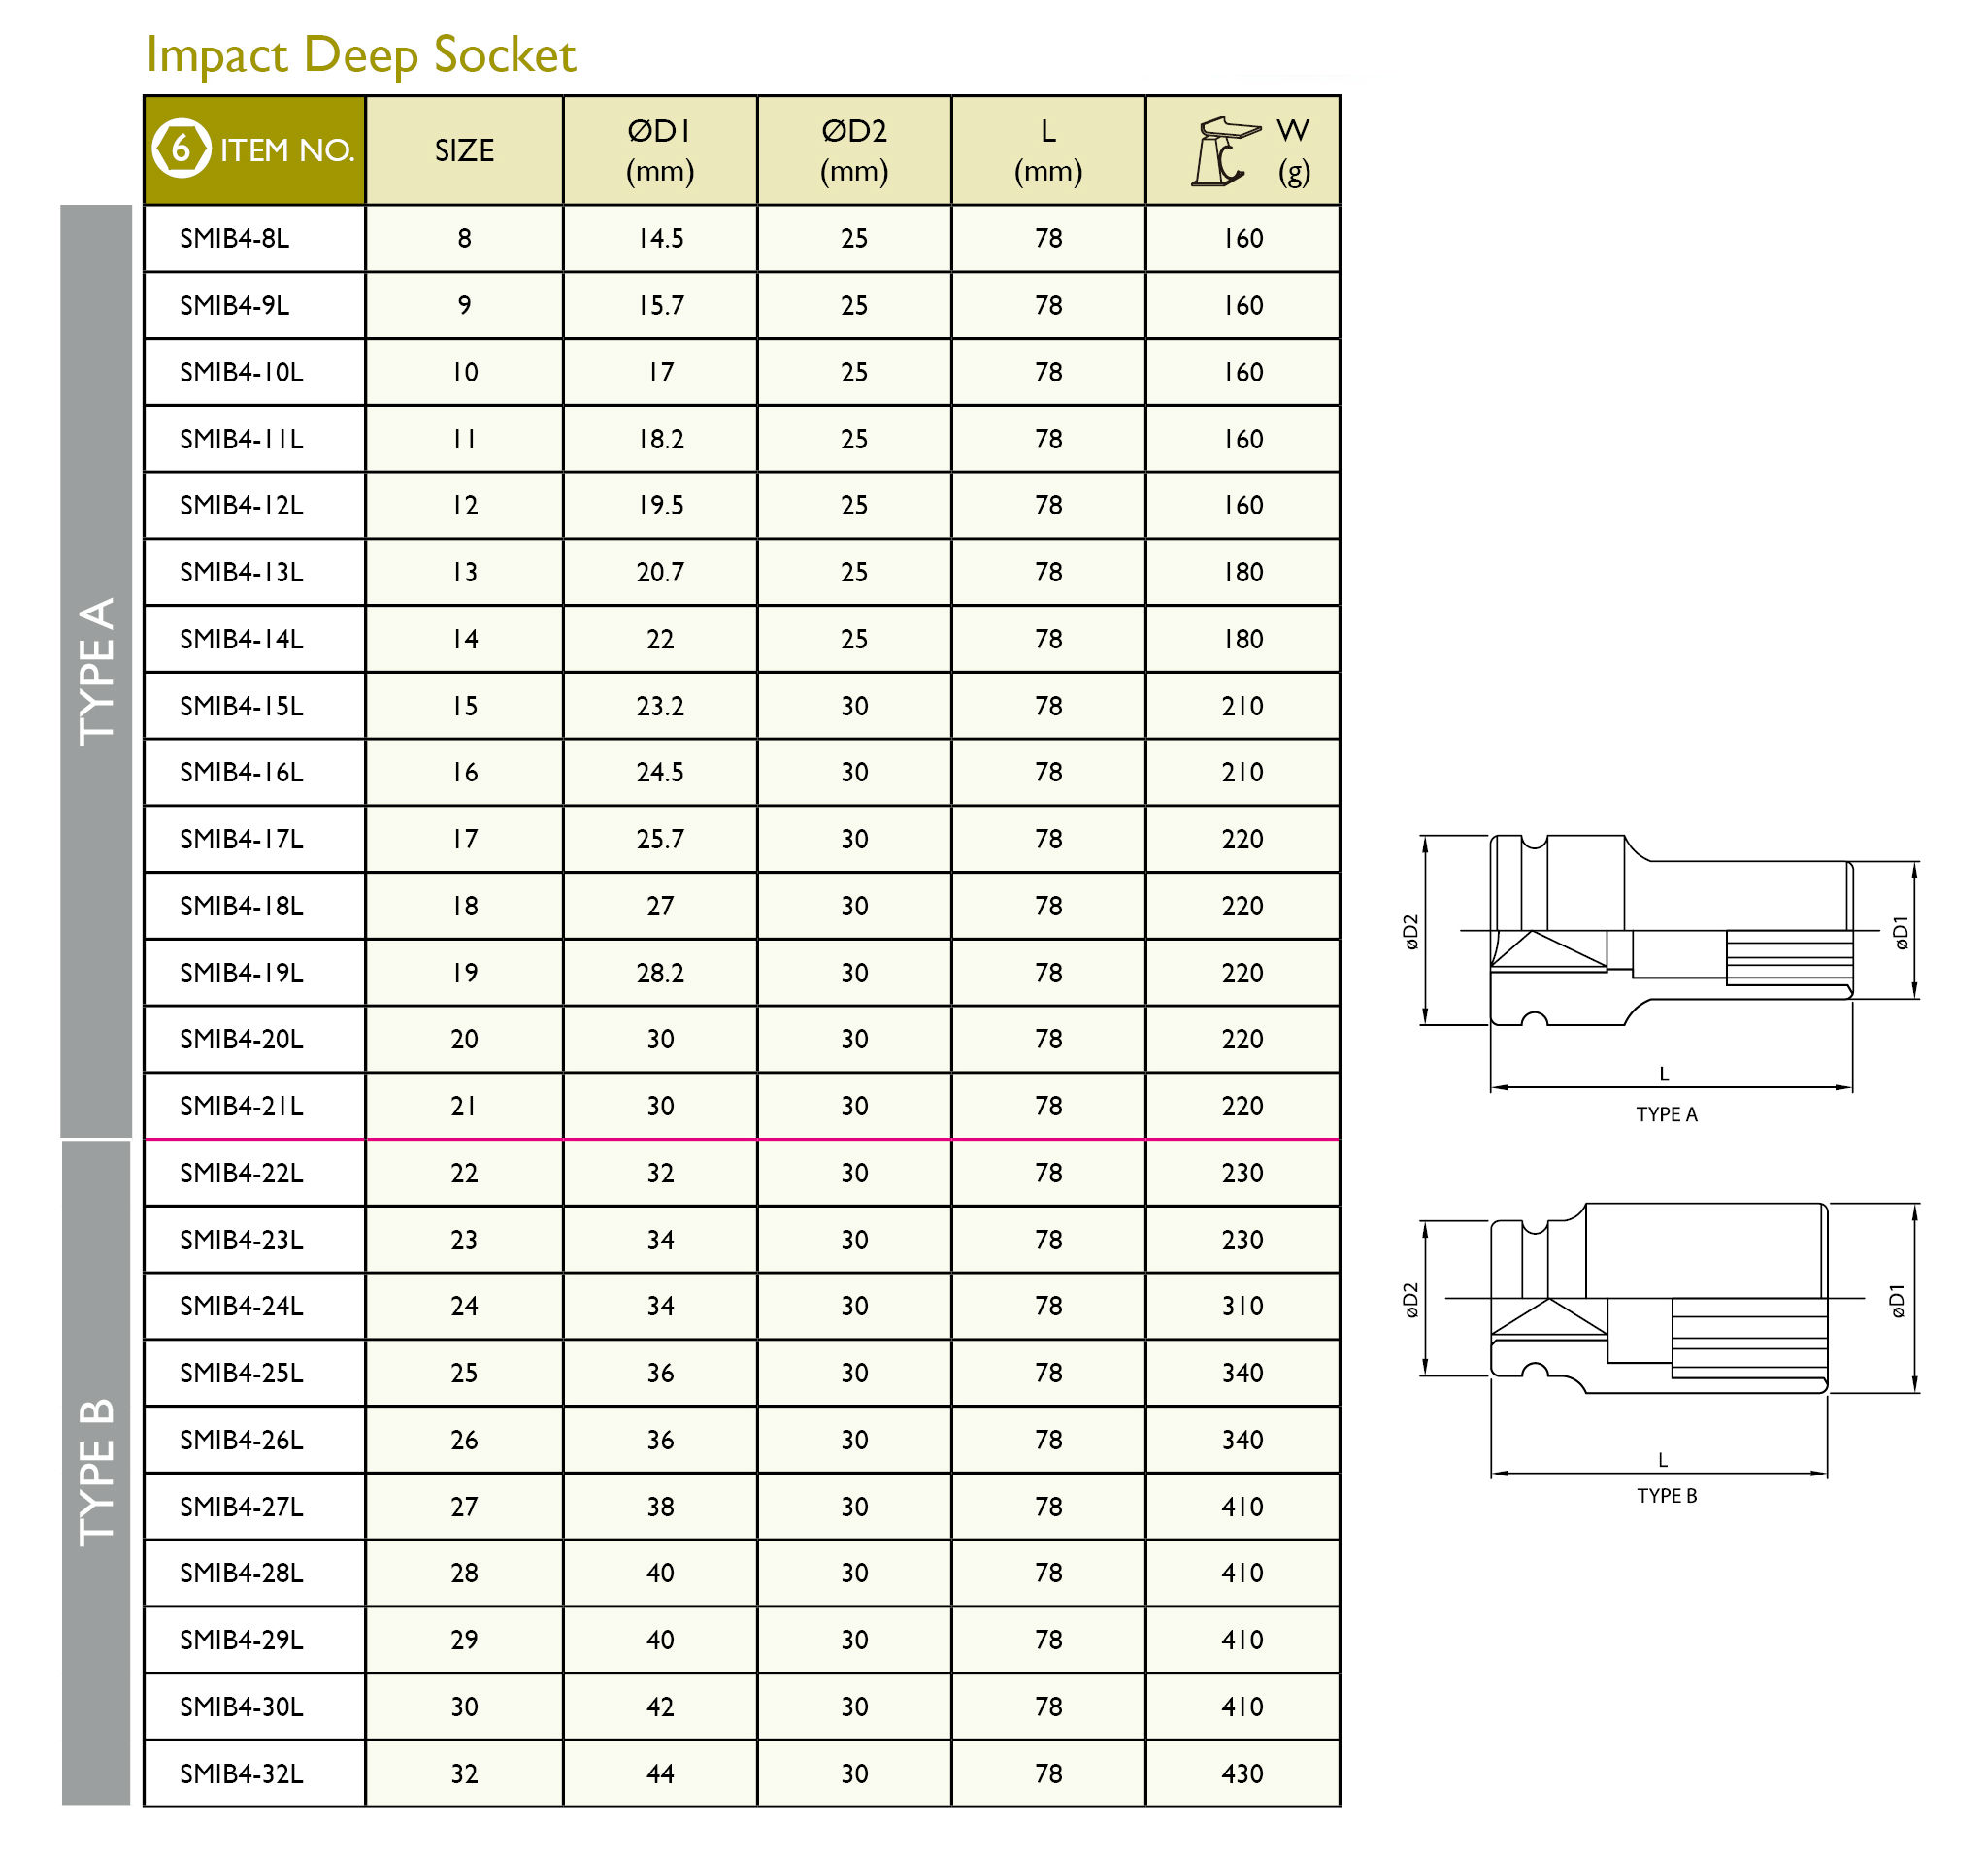 Impact Deep Socket
6 ITEM NO. SIZE ØD1 (mm) ØD2 (mm) L (mm) W (g)
TYPE A
SMIB4-8L 8 14.5 25 78 160
SMIB4-9L 9 15.7 25 78 160
SMIB4-10L 10 17 25 78 160
SMIB4-11L 11 18.2 25 78 160
SMIB4-12L 12 19.5 25 78 160
SMIB4-13L 13 20.7 25 78 180
SMIB4-14L 14 22 25 78 180
SMIB4-15L 15 23.2 30 78 210
SMIB4-16L 16 24.5 30 78 210
SMIB4-17L 17 25.7 30 78 220
SMIB4-18L 18 27 30 78 220
SMIB4-19L 19 28.2 30 78 220
SMIB4-20L 20 30 30 78 220
SMIB4-21L 21 30 30 78 220
TYPE B
SMIB4-22L 22 32 30 78 230
SMIB4-23L 23 34 30 78 230
SMIB4-24L 24 34 30 78 310
SMIB4-25L 25 36 30 78 340
SMIB4-26L 26 36 30 78 340
SMIB4-27L 27 38 30 78 410
SMIB4-28L 28 40 30 78 410
SMIB4-29L 29 40 30 78 410
SMIB4-30L 30 42 30 78 410
SMIB4-32L 32 44 30 78 430
øD2
øD1
L
TYPE A
øD2
øD1
L
TYPE B